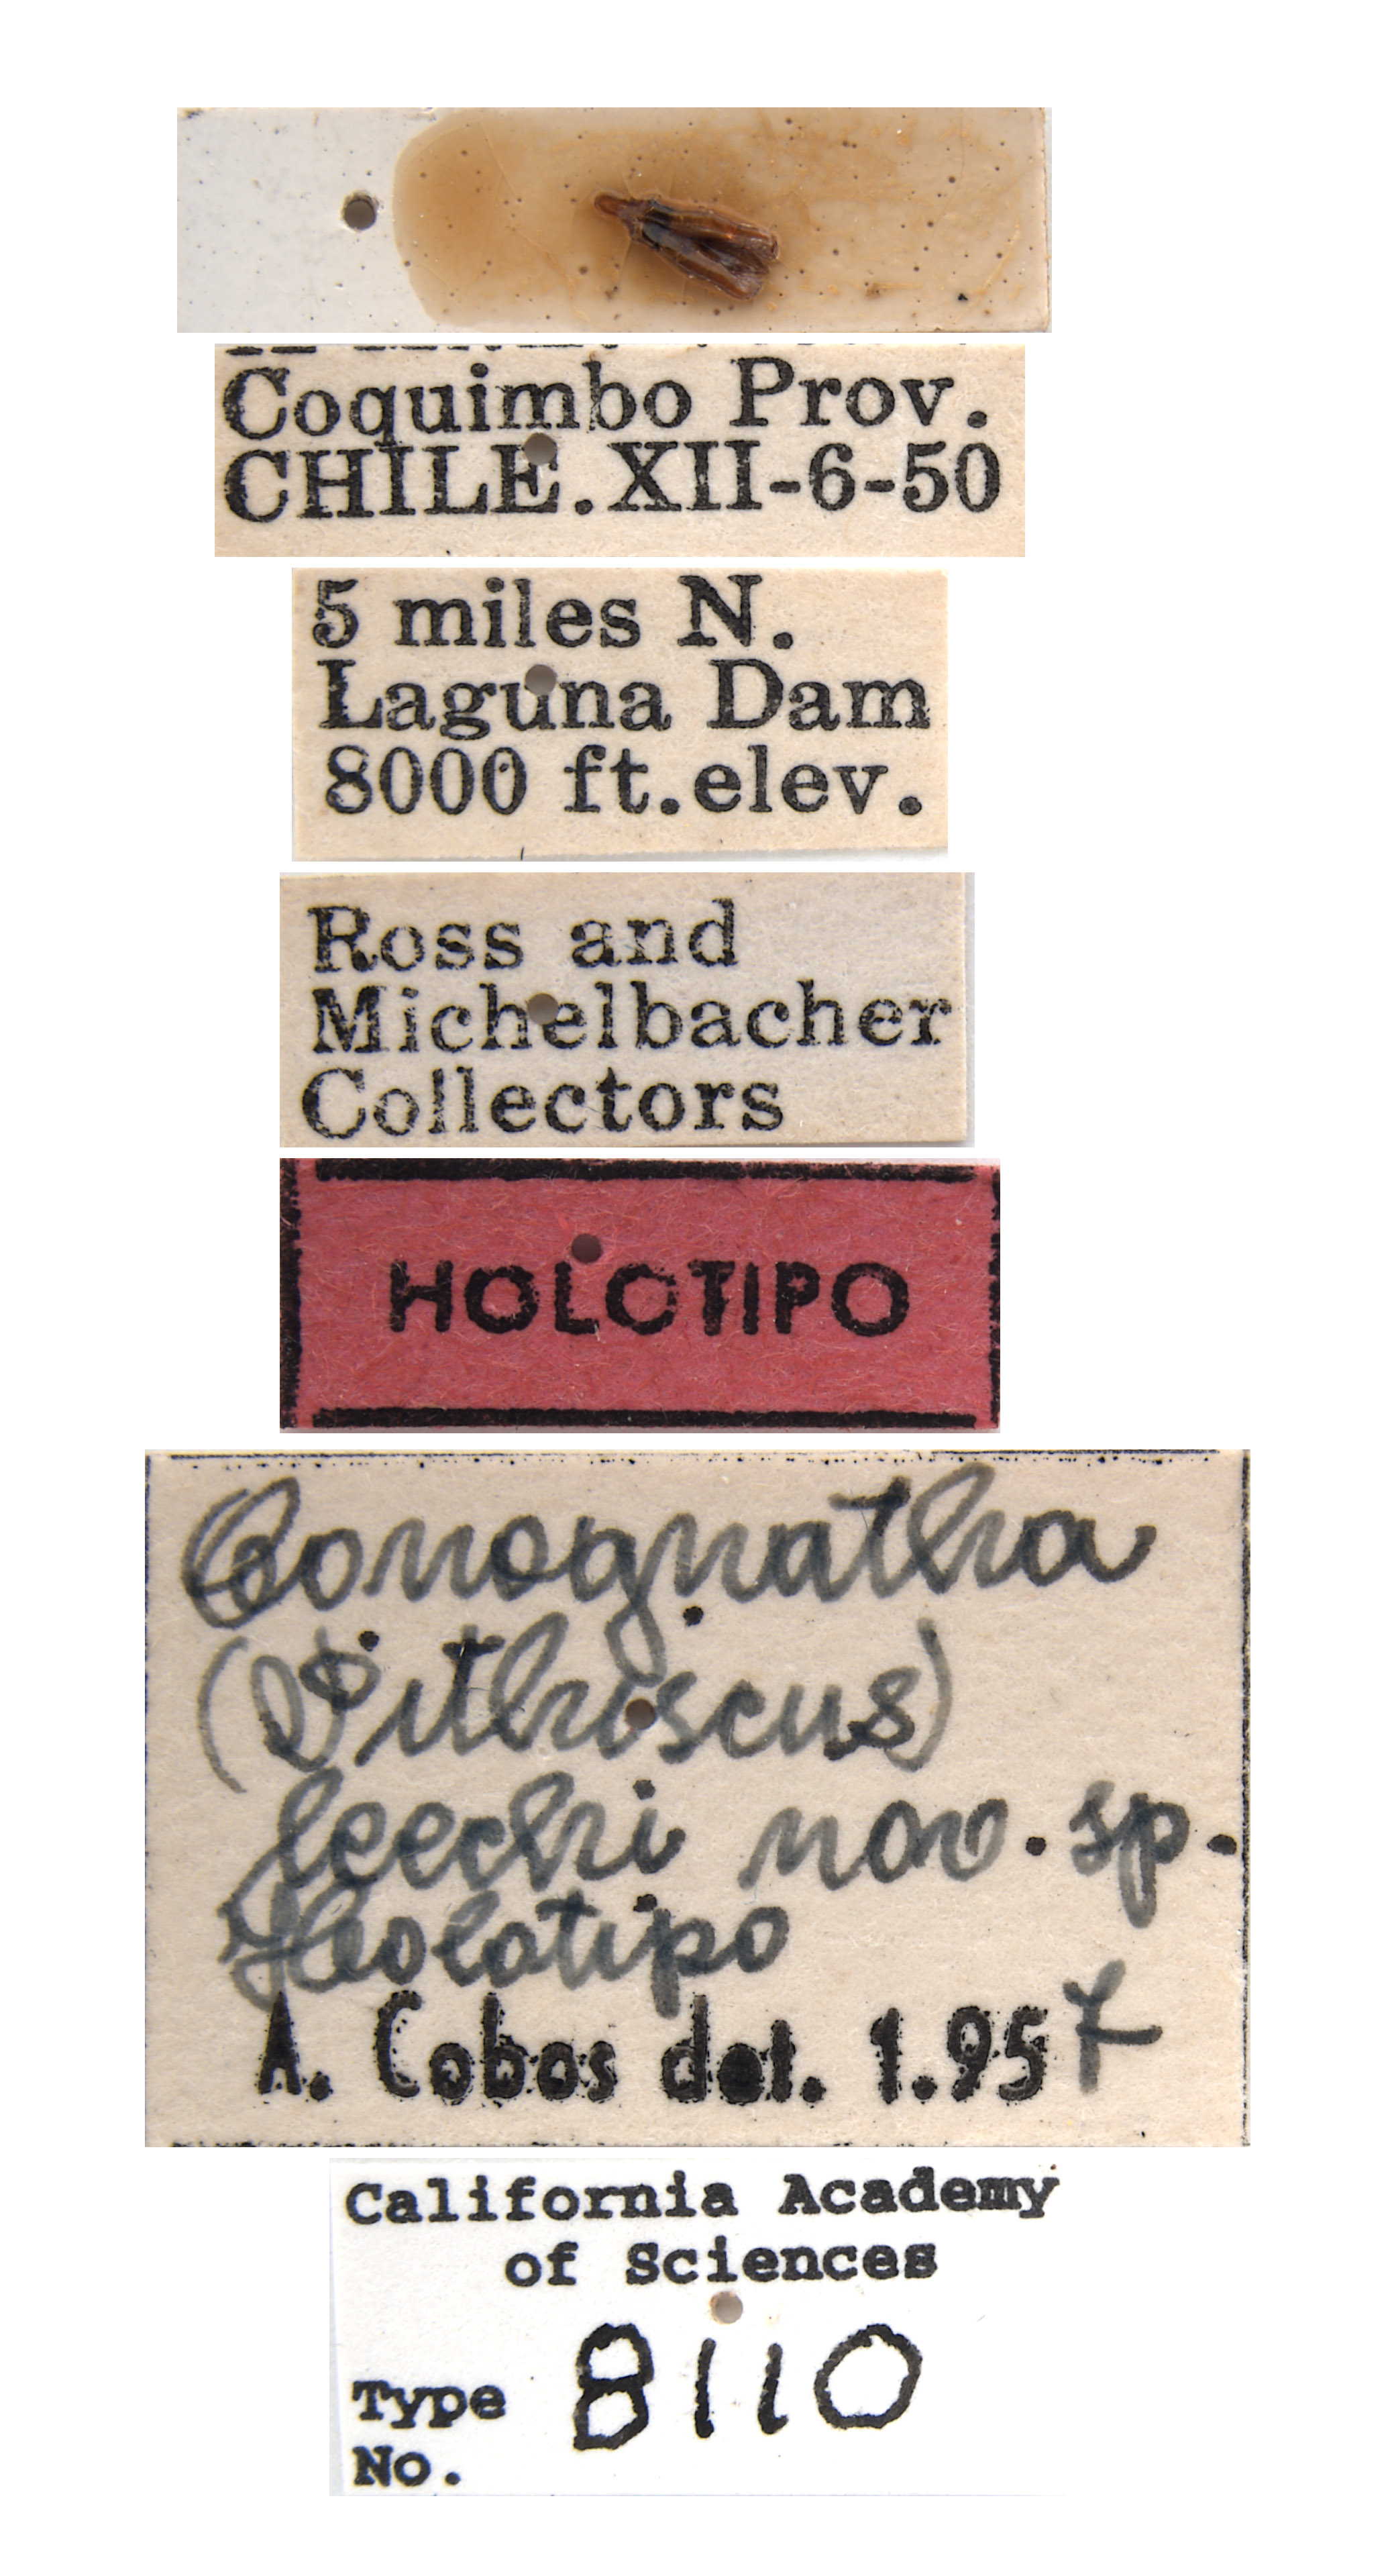 Coquimbo Prov.
CHILE. XII-6-50
5 miles N.
Laguna Dam
8000 ft. elev.
Ross and
Michelbacher
Collectors
HOLOTIPO
Conognatha
(Pithiscus)
leechi nov. sp.
Holotipo
A. Cobos det. 1.957
California Academy
of Sciences
Type 8110
No.